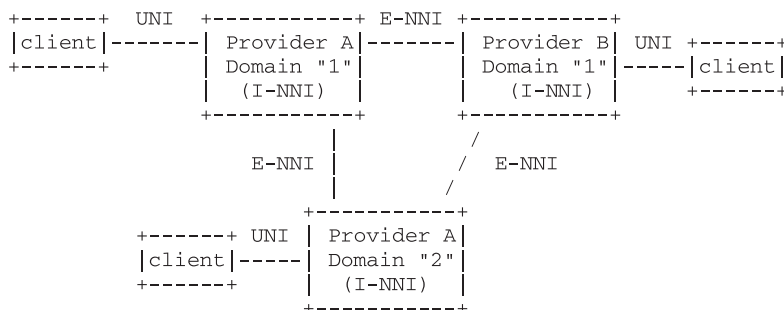 UNI E-NNI
client Provider A Provider B UNI
Domain "1" Domain "1" client
(I-NNI) (I-NNI)
E-NNI E-NNI
UNI Provider A
client Domain "2"
(I-NNI)